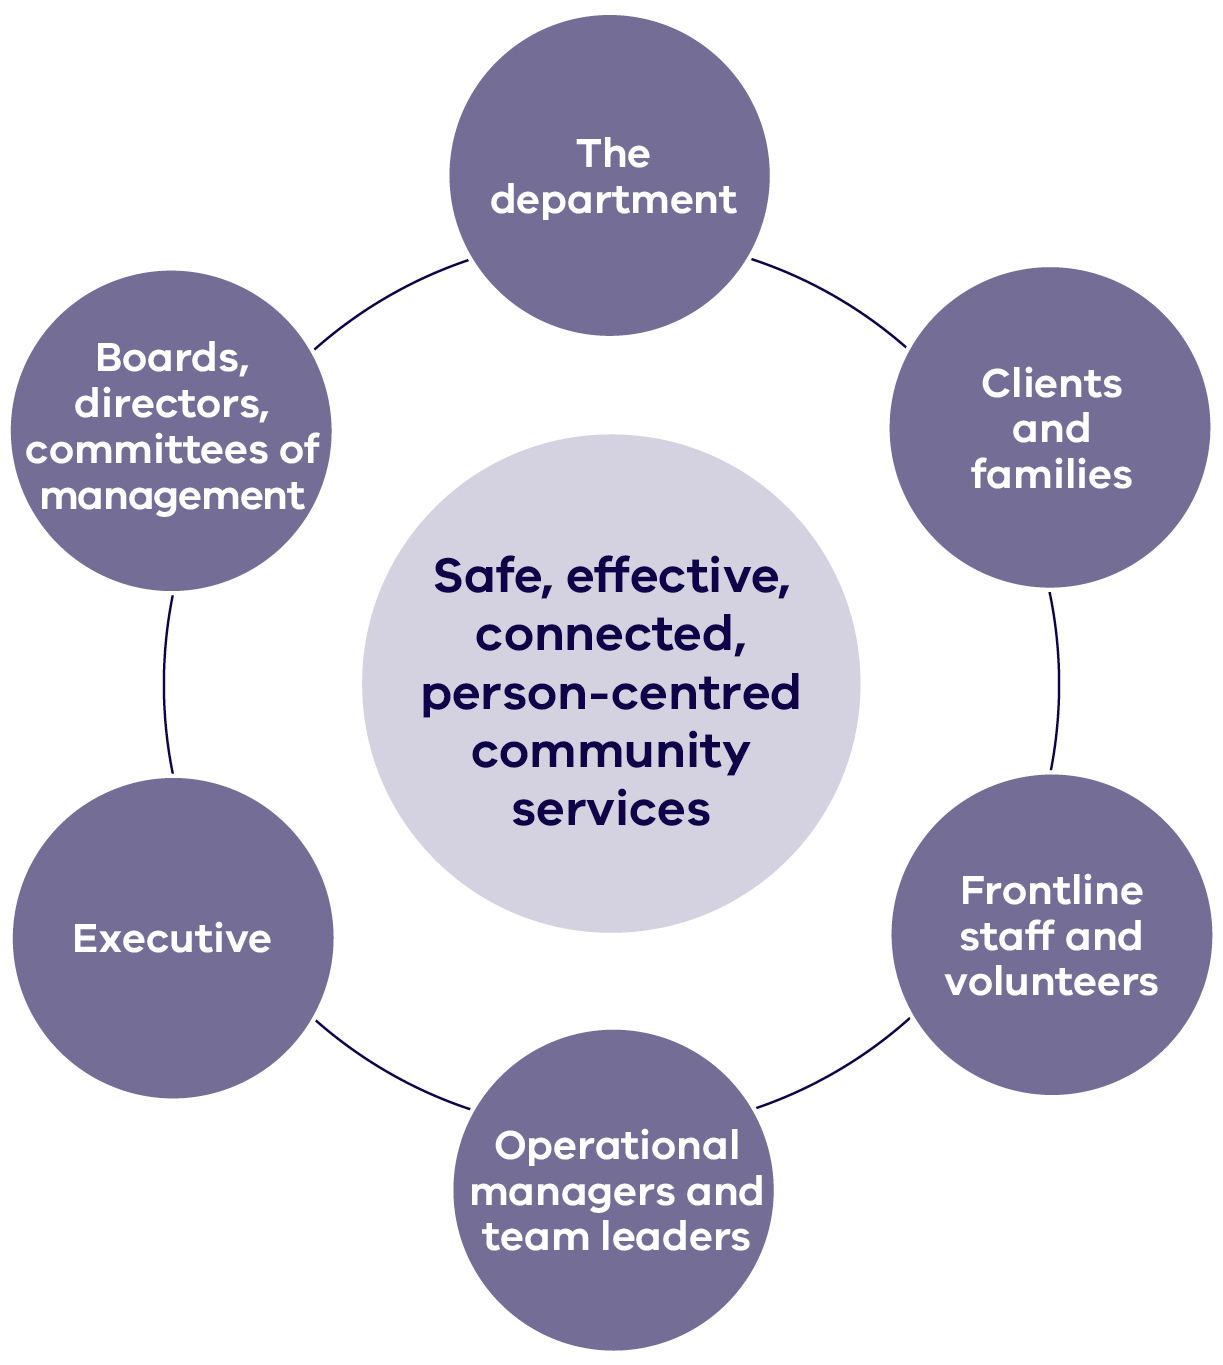 The
department
Clients
and
families
Frontline
staff and
volunteers
Operational
managers and
team leaders
Executive
Boards,
directors,
committees of
management
Safe, effective,
connected,
person-centred
community
services